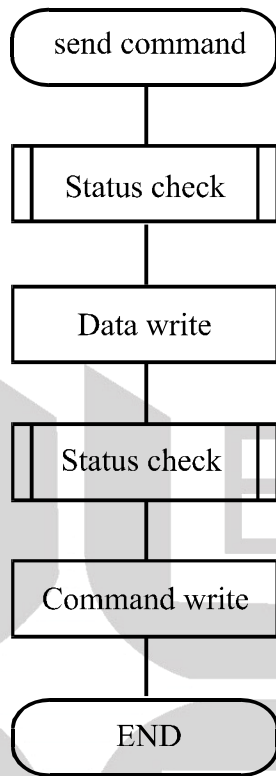 send command
Status check
Data write
Status check
Command write
END